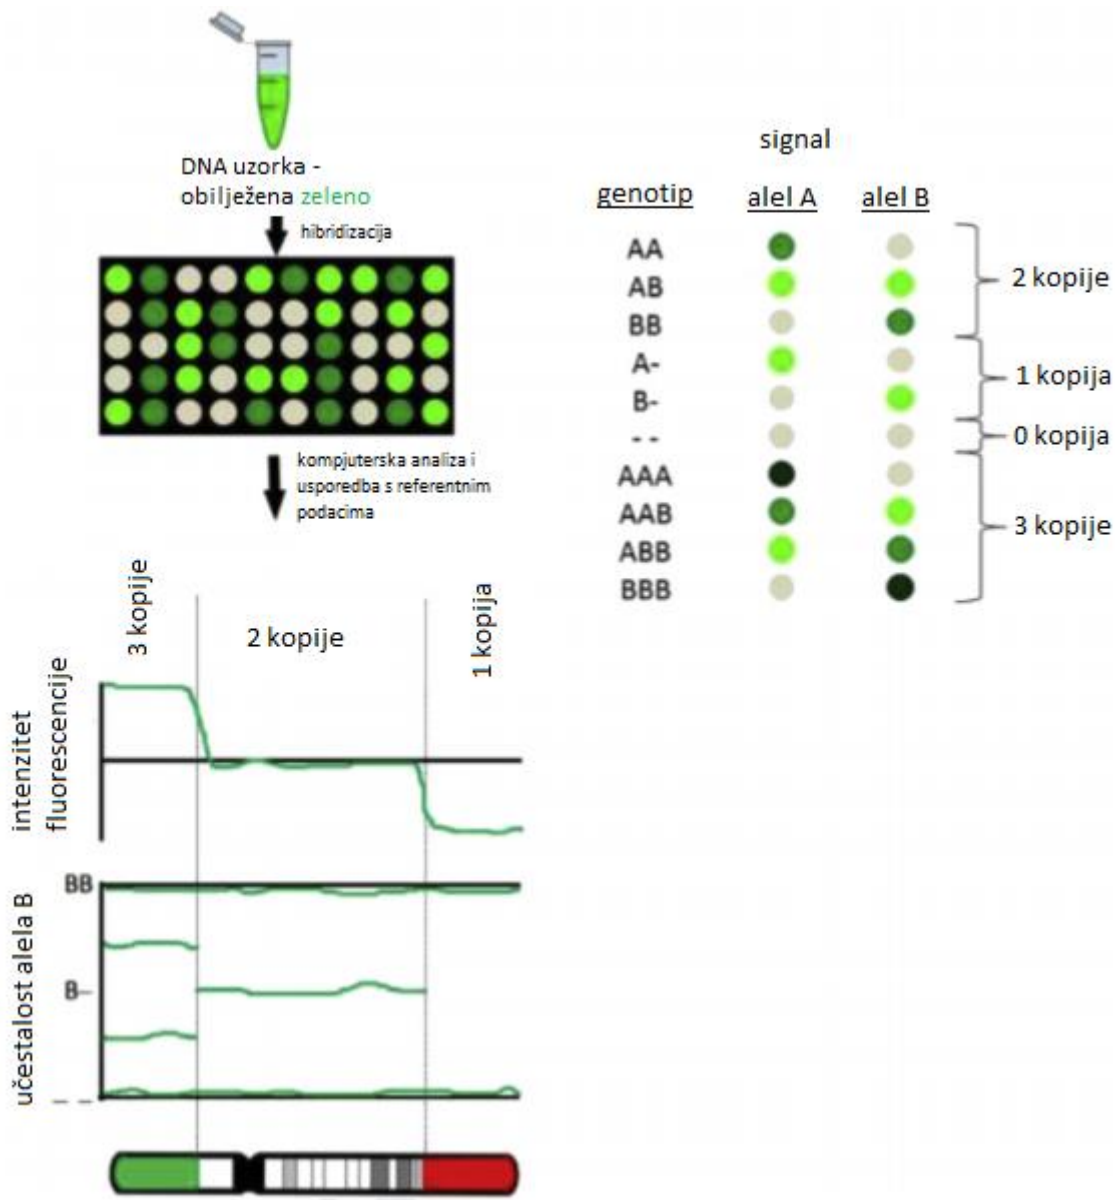 DNA uzorka -
obilježena zeleno
hibridizacija
kompjuterska analiza i
usporedba s referentnim
podacima
signal
genotip alel A alel B
AA
AB
BB
2 kopije
A-
B-
1 kopija
- -
0 kopija
AAA
AAB
ABB
BBB
3 kopije
3 kopije
2 kopije
1 kopija
intenzitet
fluorescencije
učestalost alela B
BB
B-
- -